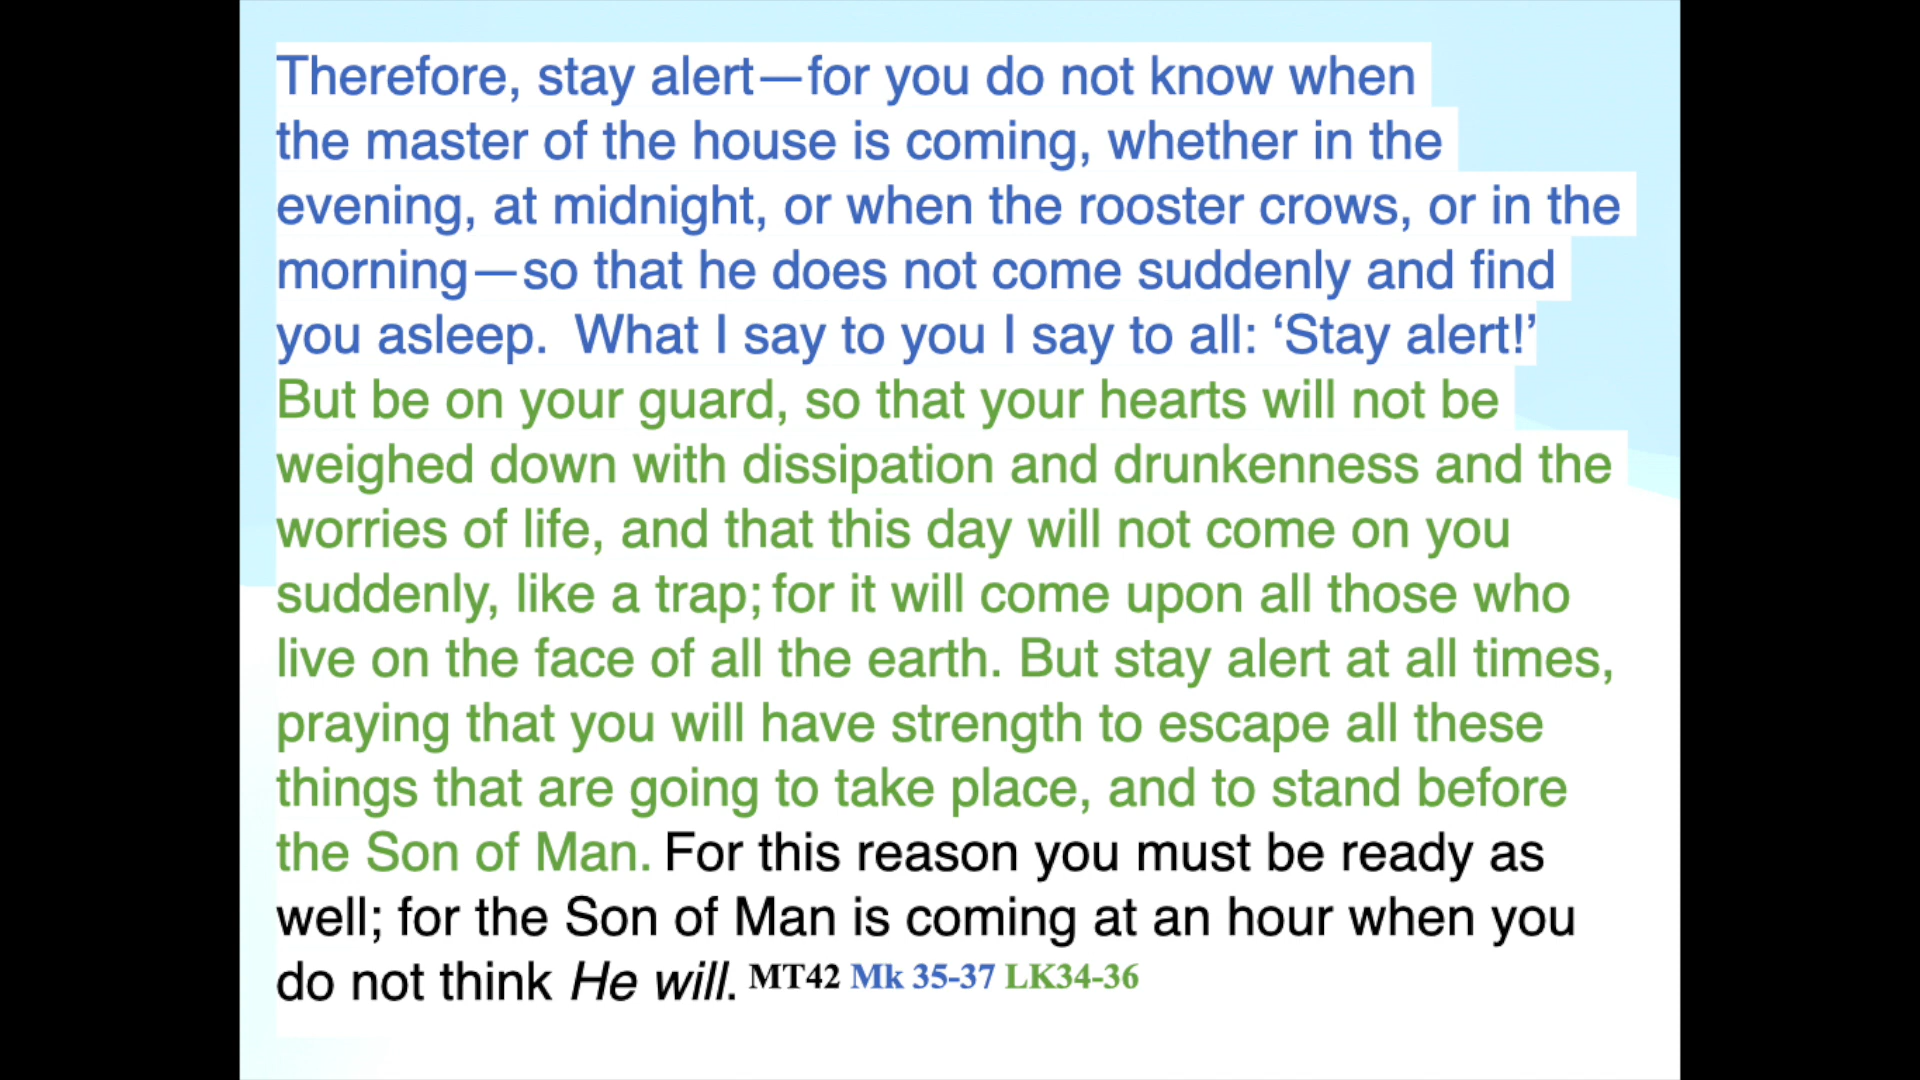 Therefore, stay alert—for you do not know when
the master of the house is coming, whether in the
evening, at midnight, or when the rooster crows, or in the
morning—so that he does not come suddenly and find
you asleep.  What I say to you I say to all: ‘Stay alert!’
But be on your guard, so that your hearts will not be
weighed down with dissipation and drunkenness and the
worries of life, and that this day will not come on you
suddenly, like a trap; for it will come upon all those who
live on the face of all the earth. But stay alert at all times,
praying that you will have strength to escape all these
things that are going to take place, and to stand before
the Son of Man. For this reason you must be ready as
well; for the Son of Man is coming at an hour when you
do not think He will. MT42 Mk 35-37 LK34-36